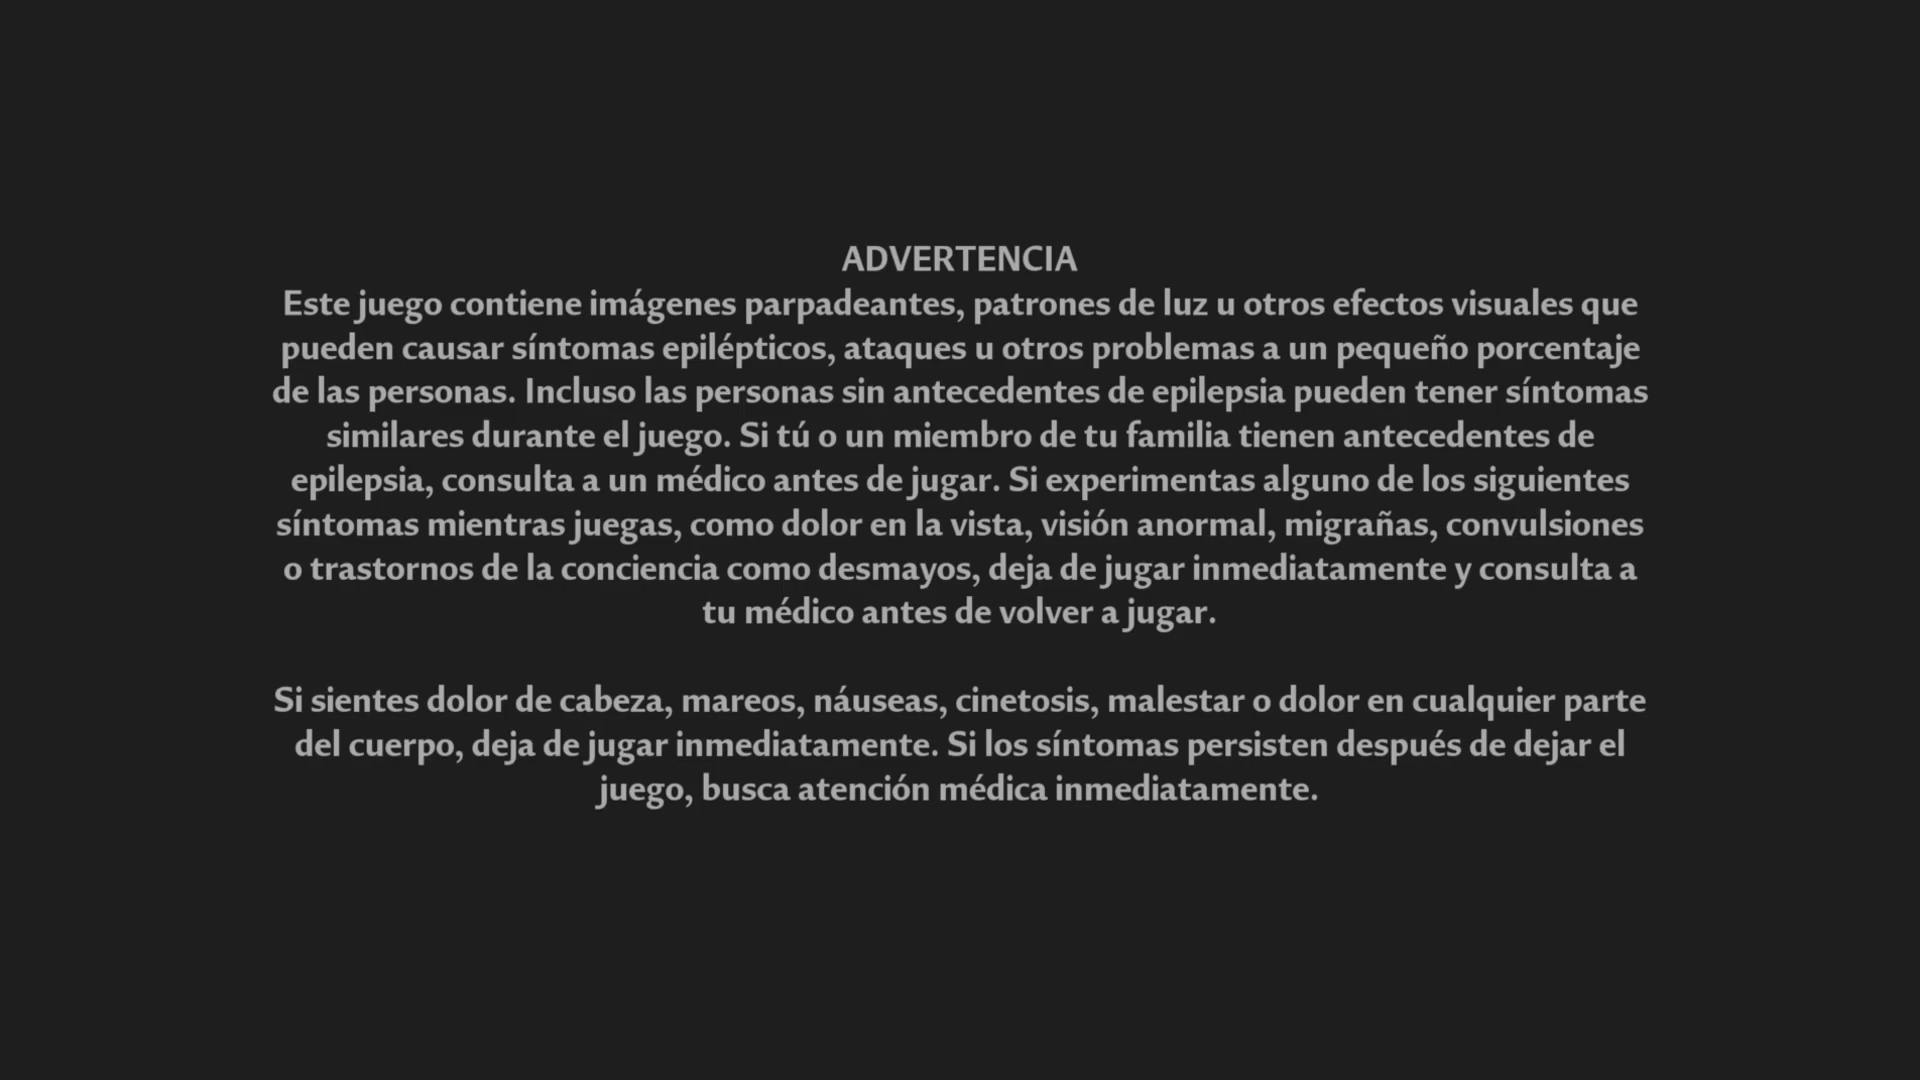 ADVERTENCIA
Este juego contiene imágenes parpadeantes, patrones de luz u otros efectos visuales que
pueden causar síntomas epilépticos, ataques u otros problemas a un pequeño porcentaje
de las personas. Incluso las personas sin antecedentes de epilepsia pueden tener síntomas
similares durante el juego. Si tú o un miembro de tu familia tienen antecedentes de
epilepsia, consulta a un médico antes de jugar. Si experimentas alguno de los siguientes
síntomas mientras juegas, como dolor en la vista, visión anormal, migrañas, convulsiones
o trastornos de la conciencia como desmayos, deja de jugar inmediatamente y consulta a
tu médico antes de volver a jugar.
Si sientes dolor de cabeza, mareos, náuseas, cinetosis, malestar o dolor en cualquier parte
del cuerpo, deja de jugar inmediatamente. Si los síntomas persisten después de dejar el
juego, busca atención médica inmediatamente.